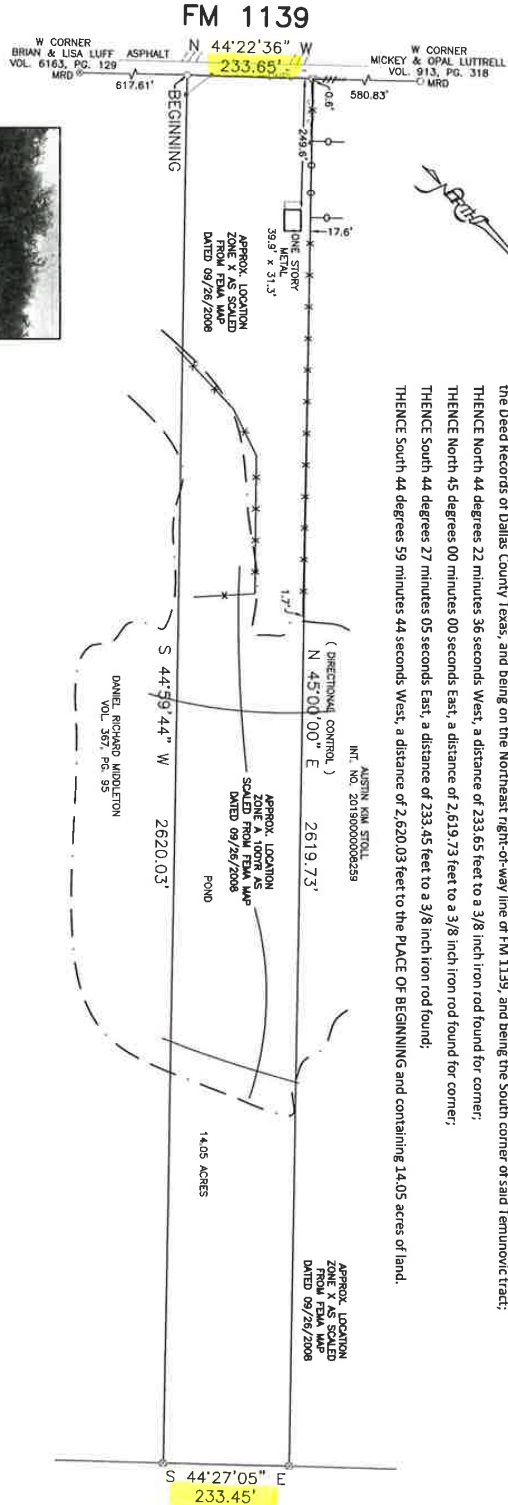 FM 1139
W CORNER
BRIAN & LISA LUFF
VOL. 6163, PG. 129
MRD
ASPHALT
N 44°22'36" W
233.65'
W CORNER
MICKEY & OPAL LUTTRELL
VOL. 913, PG. 318
MRD
617.61'
580.83'
BEGINNING
0.6'
249.6'
17.6'
ONE STORY
METAL
39.9' x 31.3'
North
APPROX. LOCATION
ZONE X AS SCALED
FROM FEMA MAP
DATED 09/26/2008
the Deed Records of Dallas County Texas, and being on the Northeast right-of-way line of FM 1139, and being the South corner of said Temunovic tract;
THENCE North 44 degrees 22 minutes 36 seconds West, a distance of 233.65 feet to a 3/8 inch iron rod found for corner;
THENCE North 45 degrees 00 minutes 00 seconds East, a distance of 2,619.73 feet to a 3/8 inch iron rod found for corner;
THENCE South 44 degrees 27 minutes 05 seconds East, a distance of 233.45 feet to a 3/8 inch iron rod found;
THENCE South 44 degrees 59 minutes 44 seconds West, a distance of 2,620.03 feet to the PLACE OF BEGINNING and containing 14.05 acres of land.
1.7'
AUSTIN KIM STOLL
INT. NO. 201900000008259
( DIRECTIONAL CONTROL )
N 45°00'00" E 2619.73'
APPROX. LOCATION
ZONE A 100YR AS
SCALED FROM FEMA MAP
DATED 09/26/2008
POND
S 44°59'44" W 2620.03'
DANIEL RICHARD MIDDLETON
VOL. 367, PG. 95
14.05 ACRES
APPROX. LOCATION
ZONE X AS SCALED
FROM FEMA MAP
DATED 09/26/2008
S 44°27'05" E
233.45'